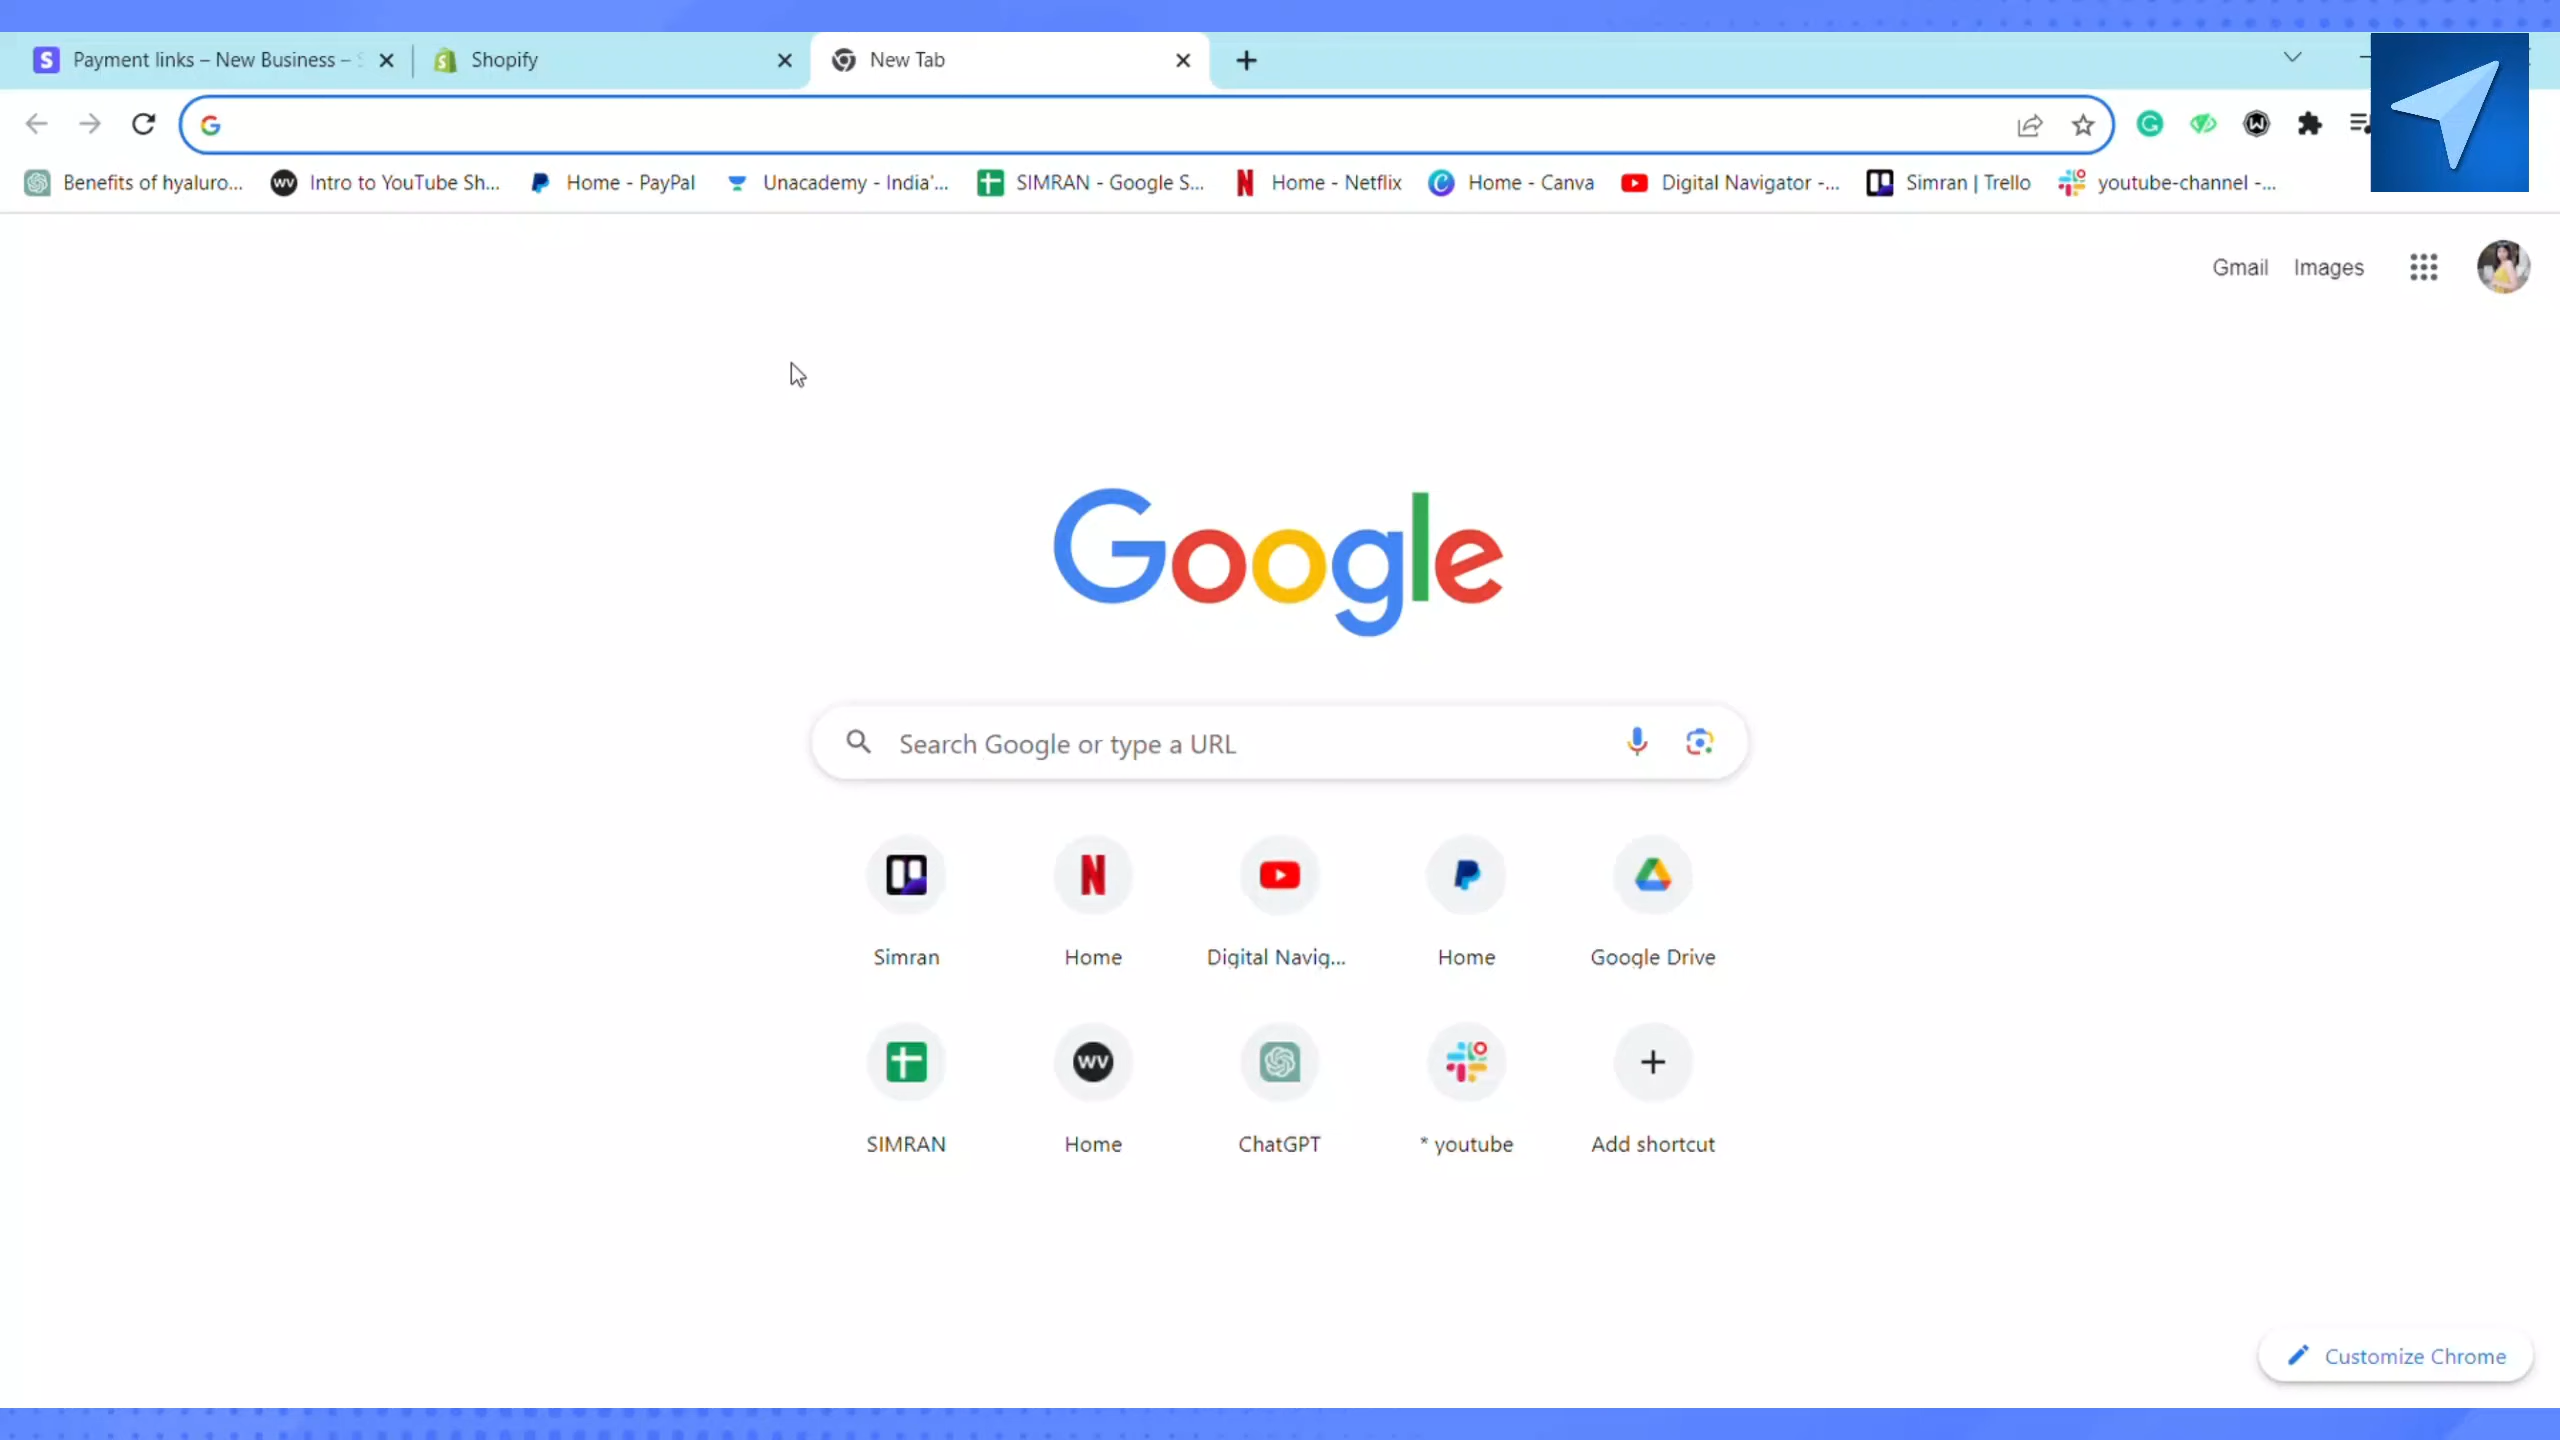 Payment links – New Business –
Shopify
New Tab
Benefits of hyaluro...
Intro to YouTube Sh...
Home - PayPal
Unacademy - India'...
SIMRAN - Google S...
Home - Netflix
Home - Canva
Digital Navigator -...
Simran | Trello
youtube-channel -...
Gmail
Images
Google
Search Google or type a URL
Simran
Home
Digital Navig...
Home
Google Drive
SIMRAN
Home
ChatGPT
* youtube
Add shortcut
Customize Chrome